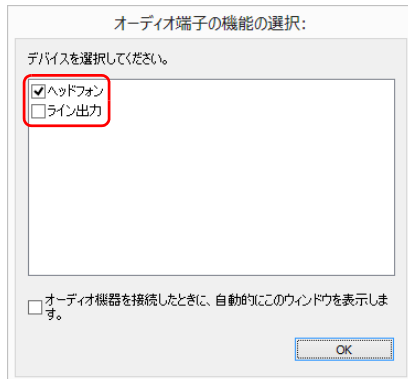 オーディオ端子の機能の選択:
デバイスを選択してください。
ヘッドフォン
ライン出力
オーディオ機器を接続したときに、自動的にこのウィンドウを表示しま
す。
OK